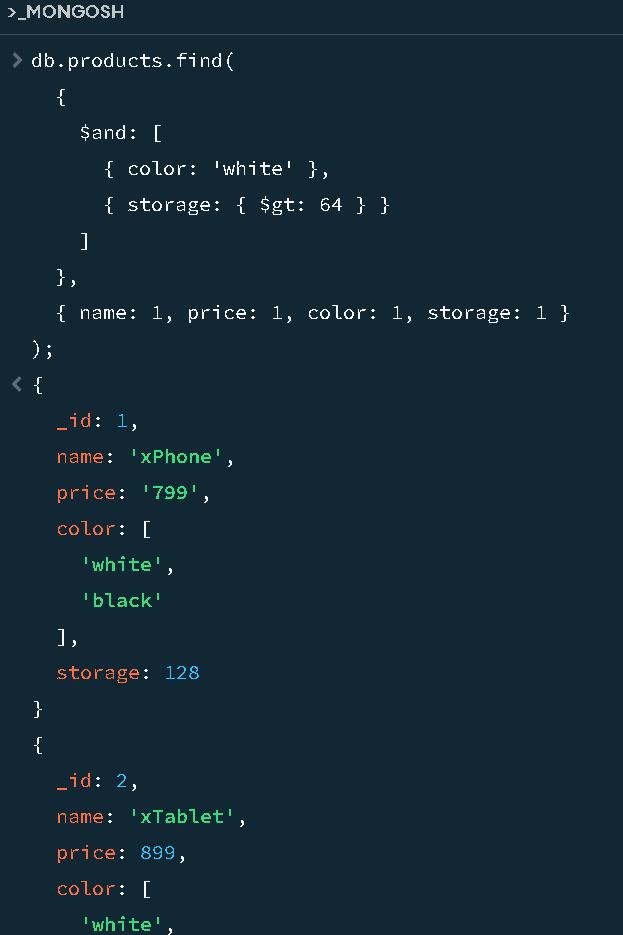 >_MONGOSH
> db.products.find(
{
$and: [
{ color: 'white' },
{ storage: { $gt: 64 } }
]
},
{ name: 1, price: 1, color: 1, storage: 1 }
);
< {
_id: 1,
name: 'xPhone',
price: '799',
color: [
'white',
'black'
],
storage: 128
}
{
_id: 2,
name: 'xTablet',
price: 899,
color: [
'white',